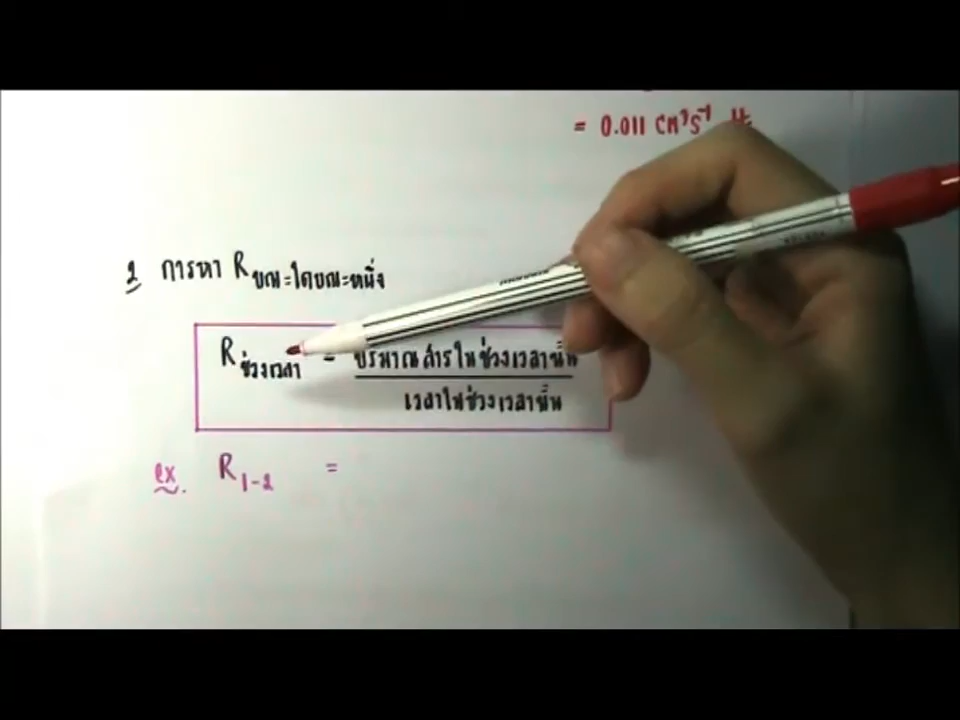 = 0.011 cm³s⁻¹ #
2 การหา R ขณะใดขณะหนึ่ง
R ช่วงเวลา = ปริมาณสารในช่วงเวลานั้น
เวลาในช่วงเวลานั้น
ex. R 1-2 =